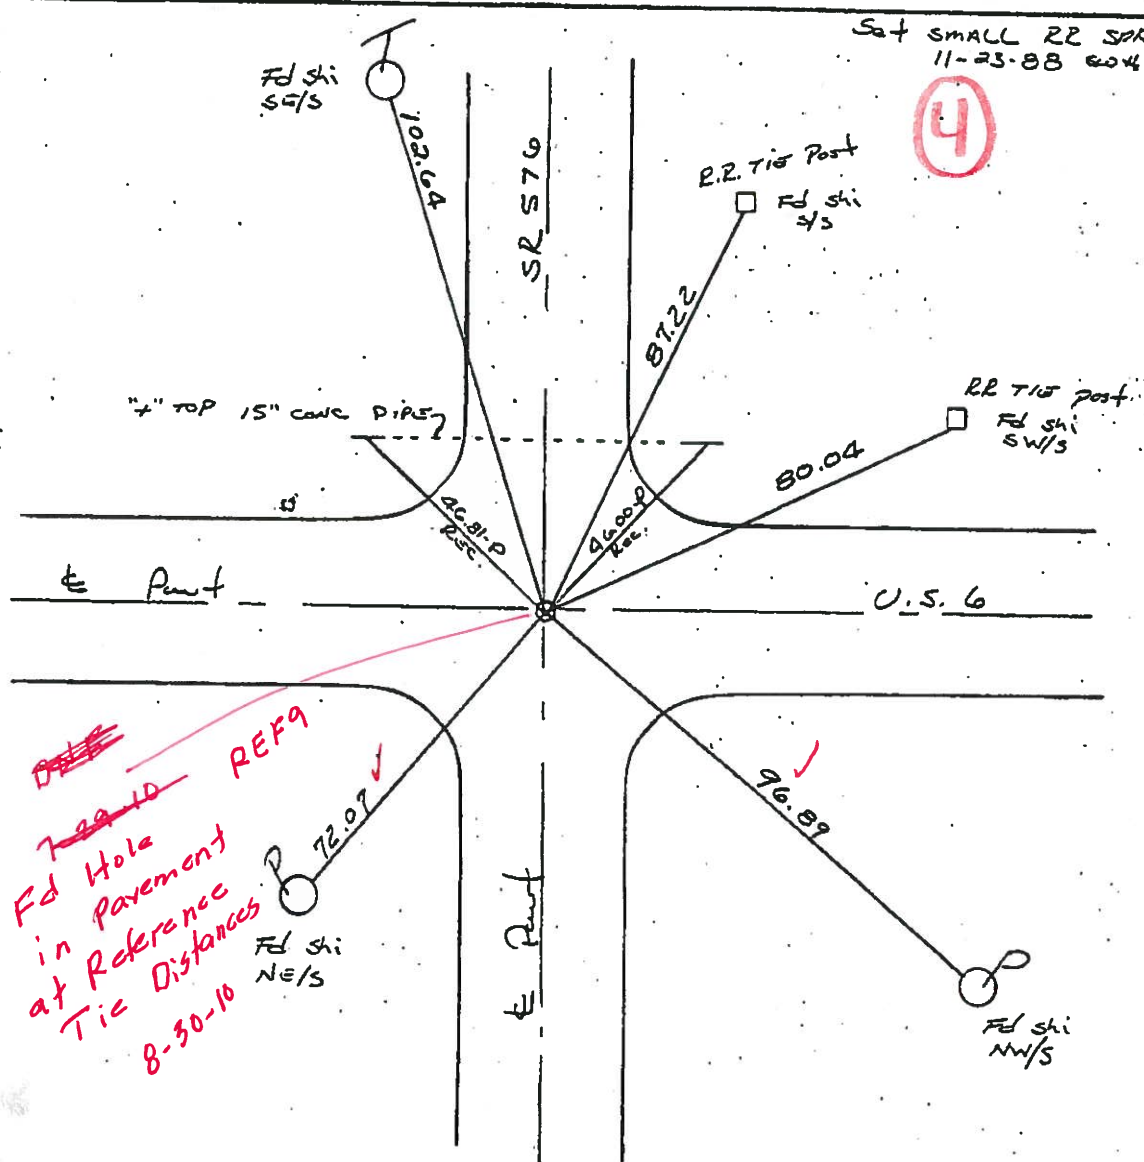 Set SMALL RR SPK
11-23-88
4
Fd shi
SE/S
102.64
SR 576
R.R. TIE Post
Fd shi
S/S
87.22
RR TIE post
Fd shi
SW/S
80.04
"+" TOP 15" CONC PIPE
46.81-P
REC.
46.00-P
Rec.
℄ Pvmt
U.S. 6
7-29-10
REF9
Fd Hole
in Pavement
at Reference
Tie Distances
8-30-10
72.07
96.89
Fd shi
NE/S
℄ Pvmt
Fd shi
NW/S